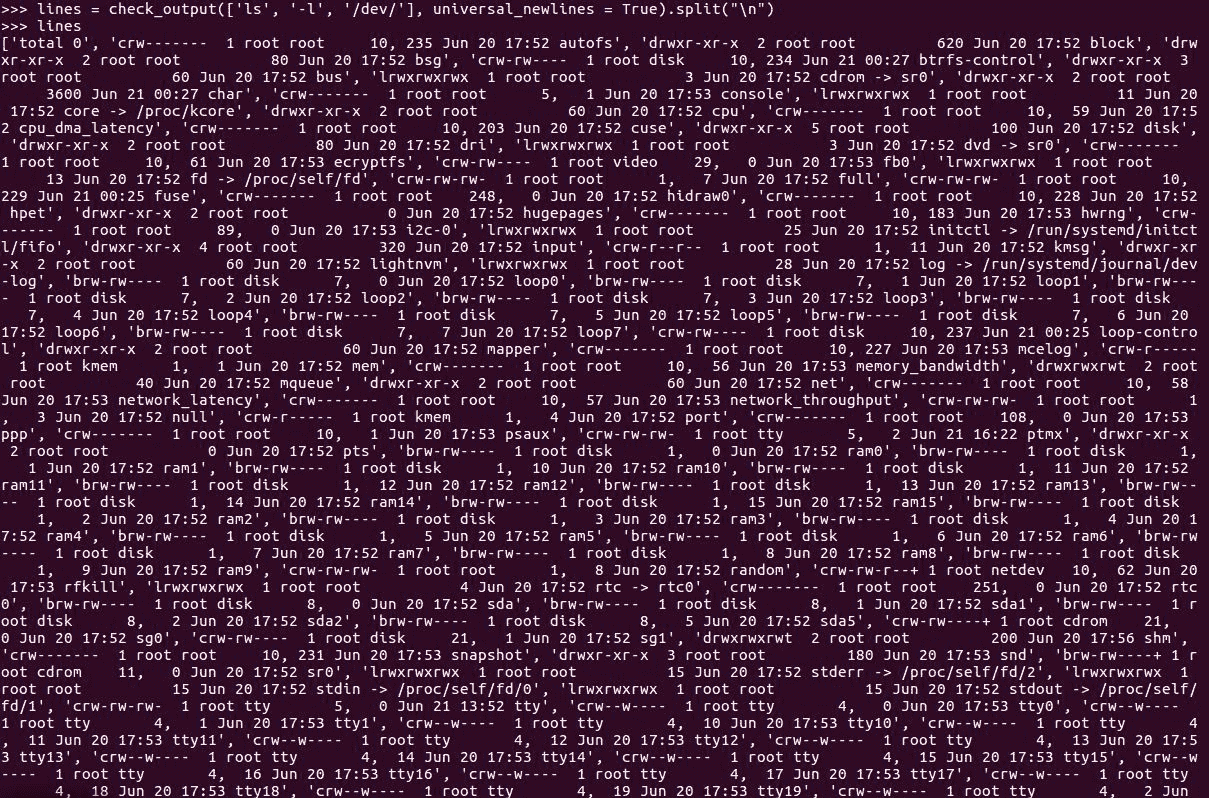 >>> lines = check_output(['ls', '-l', '/dev/'], universal_newlines = True).split("\n")
>>> lines
['total 0', 'crw-------  1 root root     10, 235 Jun 20 17:52 autofs', 'drwxr-xr-x  2 root root         620 Jun 20 17:52 block', 'drw
xr-xr-x  2 root root          80 Jun 20 17:52 bsg', 'crw-rw----  1 root disk     10, 234 Jun 21 00:27 btrfs-control', 'drwxr-xr-x  3
root root          60 Jun 20 17:52 bus', 'lrwxrwxrwx  1 root root           3 Jun 20 17:52 cdrom -> sr0', 'drwxr-xr-x  2 root root
     3600 Jun 21 00:27 char', 'crw-------  1 root root      5,   1 Jun 20 17:53 console', 'lrwxrwxrwx  1 root root          11 Jun 20
 17:52 core -> /proc/kcore', 'drwxr-xr-x  2 root root          60 Jun 20 17:52 cpu', 'crw-------  1 root root     10,  59 Jun 20 17:5
2 cpu_dma_latency', 'crw-------  1 root root     10, 203 Jun 20 17:52 cuse', 'drwxr-xr-x  5 root root         100 Jun 20 17:52 disk',
 'drwxr-xr-x  2 root root          80 Jun 20 17:52 dri', 'lrwxrwxrwx  1 root root           3 Jun 20 17:52 dvd -> sr0', 'crw-------
1 root root     10,  61 Jun 20 17:53 ecryptfs', 'crw-rw----  1 root video    29,   0 Jun 20 17:53 fb0', 'lrwxrwxrwx  1 root root
     13 Jun 20 17:52 fd -> /proc/self/fd', 'crw-rw-rw-  1 root root      1,   7 Jun 20 17:52 full', 'crw-rw-rw-  1 root root     10,
229 Jun 21 00:25 fuse', 'crw-------  1 root root    248,   0 Jun 20 17:52 hidraw0', 'crw-------  1 root root     10, 228 Jun 20 17:52
 hpet', 'drwxr-xr-x  2 root root           0 Jun 20 17:52 hugepages', 'crw-------  1 root root     10, 183 Jun 20 17:53 hwrng', 'crw-
------  1 root root     89,   0 Jun 20 17:53 i2c-0', 'lrwxrwxrwx  1 root root          25 Jun 20 17:52 initctl -> /run/systemd/initct
l/fifo', 'drwxr-xr-x  4 root root         320 Jun 20 17:52 input', 'crw-r--r--  1 root root      1,  11 Jun 20 17:52 kmsg', 'drwxr-xr
-x  2 root root          60 Jun 20 17:52 lightnvm', 'lrwxrwxrwx  1 root root          28 Jun 20 17:52 log -> /run/systemd/journal/dev
-log', 'brw-rw----  1 root disk      7,   0 Jun 20 17:52 loop0', 'brw-rw----  1 root disk      7,   1 Jun 20 17:52 loop1', 'brw-rw---
-  1 root disk      7,   2 Jun 20 17:52 loop2', 'brw-rw----  1 root disk      7,   3 Jun 20 17:52 loop3', 'brw-rw----  1 root disk
   7,   4 Jun 20 17:52 loop4', 'brw-rw----  1 root disk      7,   5 Jun 20 17:52 loop5', 'brw-rw----  1 root disk      7,   6 Jun 20
17:52 loop6', 'brw-rw----  1 root disk      7,   7 Jun 20 17:52 loop7', 'crw-rw----  1 root disk     10, 237 Jun 21 00:25 loop-contro
l', 'drwxr-xr-x  2 root root          60 Jun 20 17:52 mapper', 'crw-------  1 root root     10, 227 Jun 20 17:53 mcelog', 'crw-r-----
  1 root kmem      1,   1 Jun 20 17:52 mem', 'crw-------  1 root root     10,  56 Jun 20 17:53 memory_bandwidth', 'drwxrwxrwt  2 root
 root          40 Jun 20 17:52 mqueue', 'drwxr-xr-x  2 root root          60 Jun 20 17:52 net', 'crw-------  1 root root     10,  58
Jun 20 17:53 network_latency', 'crw-------  1 root root     10,  57 Jun 20 17:53 network_throughput', 'crw-rw-rw-  1 root root      1
,   3 Jun 20 17:52 null', 'crw-r-----  1 root kmem      1,   4 Jun 20 17:52 port', 'crw-------  1 root root    108,   0 Jun 20 17:53
ppp', 'crw-------  1 root root     10,   1 Jun 20 17:53 psaux', 'crw-rw-rw-  1 root tty       5,   2 Jun 21 16:22 ptmx', 'drwxr-xr-x
 2 root root           0 Jun 20 17:52 pts', 'brw-rw----  1 root disk      1,   0 Jun 20 17:52 ram0', 'brw-rw----  1 root disk      1,
   1 Jun 20 17:52 ram1', 'brw-rw----  1 root disk      1,  10 Jun 20 17:52 ram10', 'brw-rw----  1 root disk      1,  11 Jun 20 17:52
ram11', 'brw-rw----  1 root disk      1,  12 Jun 20 17:52 ram12', 'brw-rw----  1 root disk      1,  13 Jun 20 17:52 ram13', 'brw-rw--
--  1 root disk      1,  14 Jun 20 17:52 ram14', 'brw-rw----  1 root disk      1,  15 Jun 20 17:52 ram15', 'brw-rw----  1 root disk
    1,   2 Jun 20 17:52 ram2', 'brw-rw----  1 root disk      1,   3 Jun 20 17:52 ram3', 'brw-rw----  1 root disk      1,   4 Jun 20 1
7:52 ram4', 'brw-rw----  1 root disk      1,   5 Jun 20 17:52 ram5', 'brw-rw----  1 root disk      1,   6 Jun 20 17:52 ram6', 'brw-rw
----  1 root disk      1,   7 Jun 20 17:52 ram7', 'brw-rw----  1 root disk      1,   8 Jun 20 17:52 ram8', 'brw-rw----  1 root disk
   1,   9 Jun 20 17:52 ram9', 'crw-rw-rw-  1 root root      1,   8 Jun 20 17:52 random', 'crw-rw-r--+ 1 root netdev   10,  62 Jun 20
 17:53 rfkill', 'lrwxrwxrwx  1 root root           4 Jun 20 17:52 rtc -> rtc0', 'crw-------  1 root root    251,   0 Jun 20 17:52 rtc
0', 'brw-rw----  1 root disk      8,   0 Jun 20 17:52 sda', 'brw-rw----  1 root disk      8,   1 Jun 20 17:52 sda1', 'brw-rw----  1 r
oot disk      8,   2 Jun 20 17:52 sda2', 'brw-rw----  1 root disk      8,   5 Jun 20 17:52 sda5', 'crw-rw----+ 1 root cdrom    21,
0 Jun 20 17:52 sg0', 'crw-rw----  1 root disk     21,   1 Jun 20 17:52 sg1', 'drwxrwxrwt  2 root root         200 Jun 20 17:56 shm',
'crw-------  1 root root     10, 231 Jun 20 17:53 snapshot', 'drwxr-xr-x  3 root root         180 Jun 20 17:53 snd', 'brw-rw----+ 1 r
oot cdrom    11,   0 Jun 20 17:52 sr0', 'lrwxrwxrwx  1 root root          15 Jun 20 17:52 stderr -> /proc/self/fd/2', 'lrwxrwxrwx  1
root root          15 Jun 20 17:52 stdin -> /proc/self/fd/0', 'lrwxrwxrwx  1 root root          15 Jun 20 17:52 stdout -> /proc/self/
fd/1', 'crw-rw-rw-  1 root tty       5,   0 Jun 21 13:52 tty', 'crw--w----  1 root tty       4,   0 Jun 20 17:53 tty0', 'crw--w----
1 root tty       4,   1 Jun 20 17:53 tty1', 'crw--w----  1 root tty       4,  10 Jun 20 17:53 tty10', 'crw--w----  1 root tty       4
,  11 Jun 20 17:53 tty11', 'crw--w----  1 root tty       4,  12 Jun 20 17:53 tty12', 'crw--w----  1 root tty       4,  13 Jun 20 17:5
3 tty13', 'crw--w----  1 root tty       4,  14 Jun 20 17:53 tty14', 'crw--w----  1 root tty       4,  15 Jun 20 17:53 tty15', 'crw--w
----  1 root tty       4,  16 Jun 20 17:53 tty16', 'crw--w----  1 root tty       4,  17 Jun 20 17:53 tty17', 'crw--w----  1 root tty
      4,  18 Jun 20 17:53 tty18', 'crw--w----  1 root tty       4,  19 Jun 20 17:53 tty19', 'crw--w----  1 root tty       4,   2 Jun